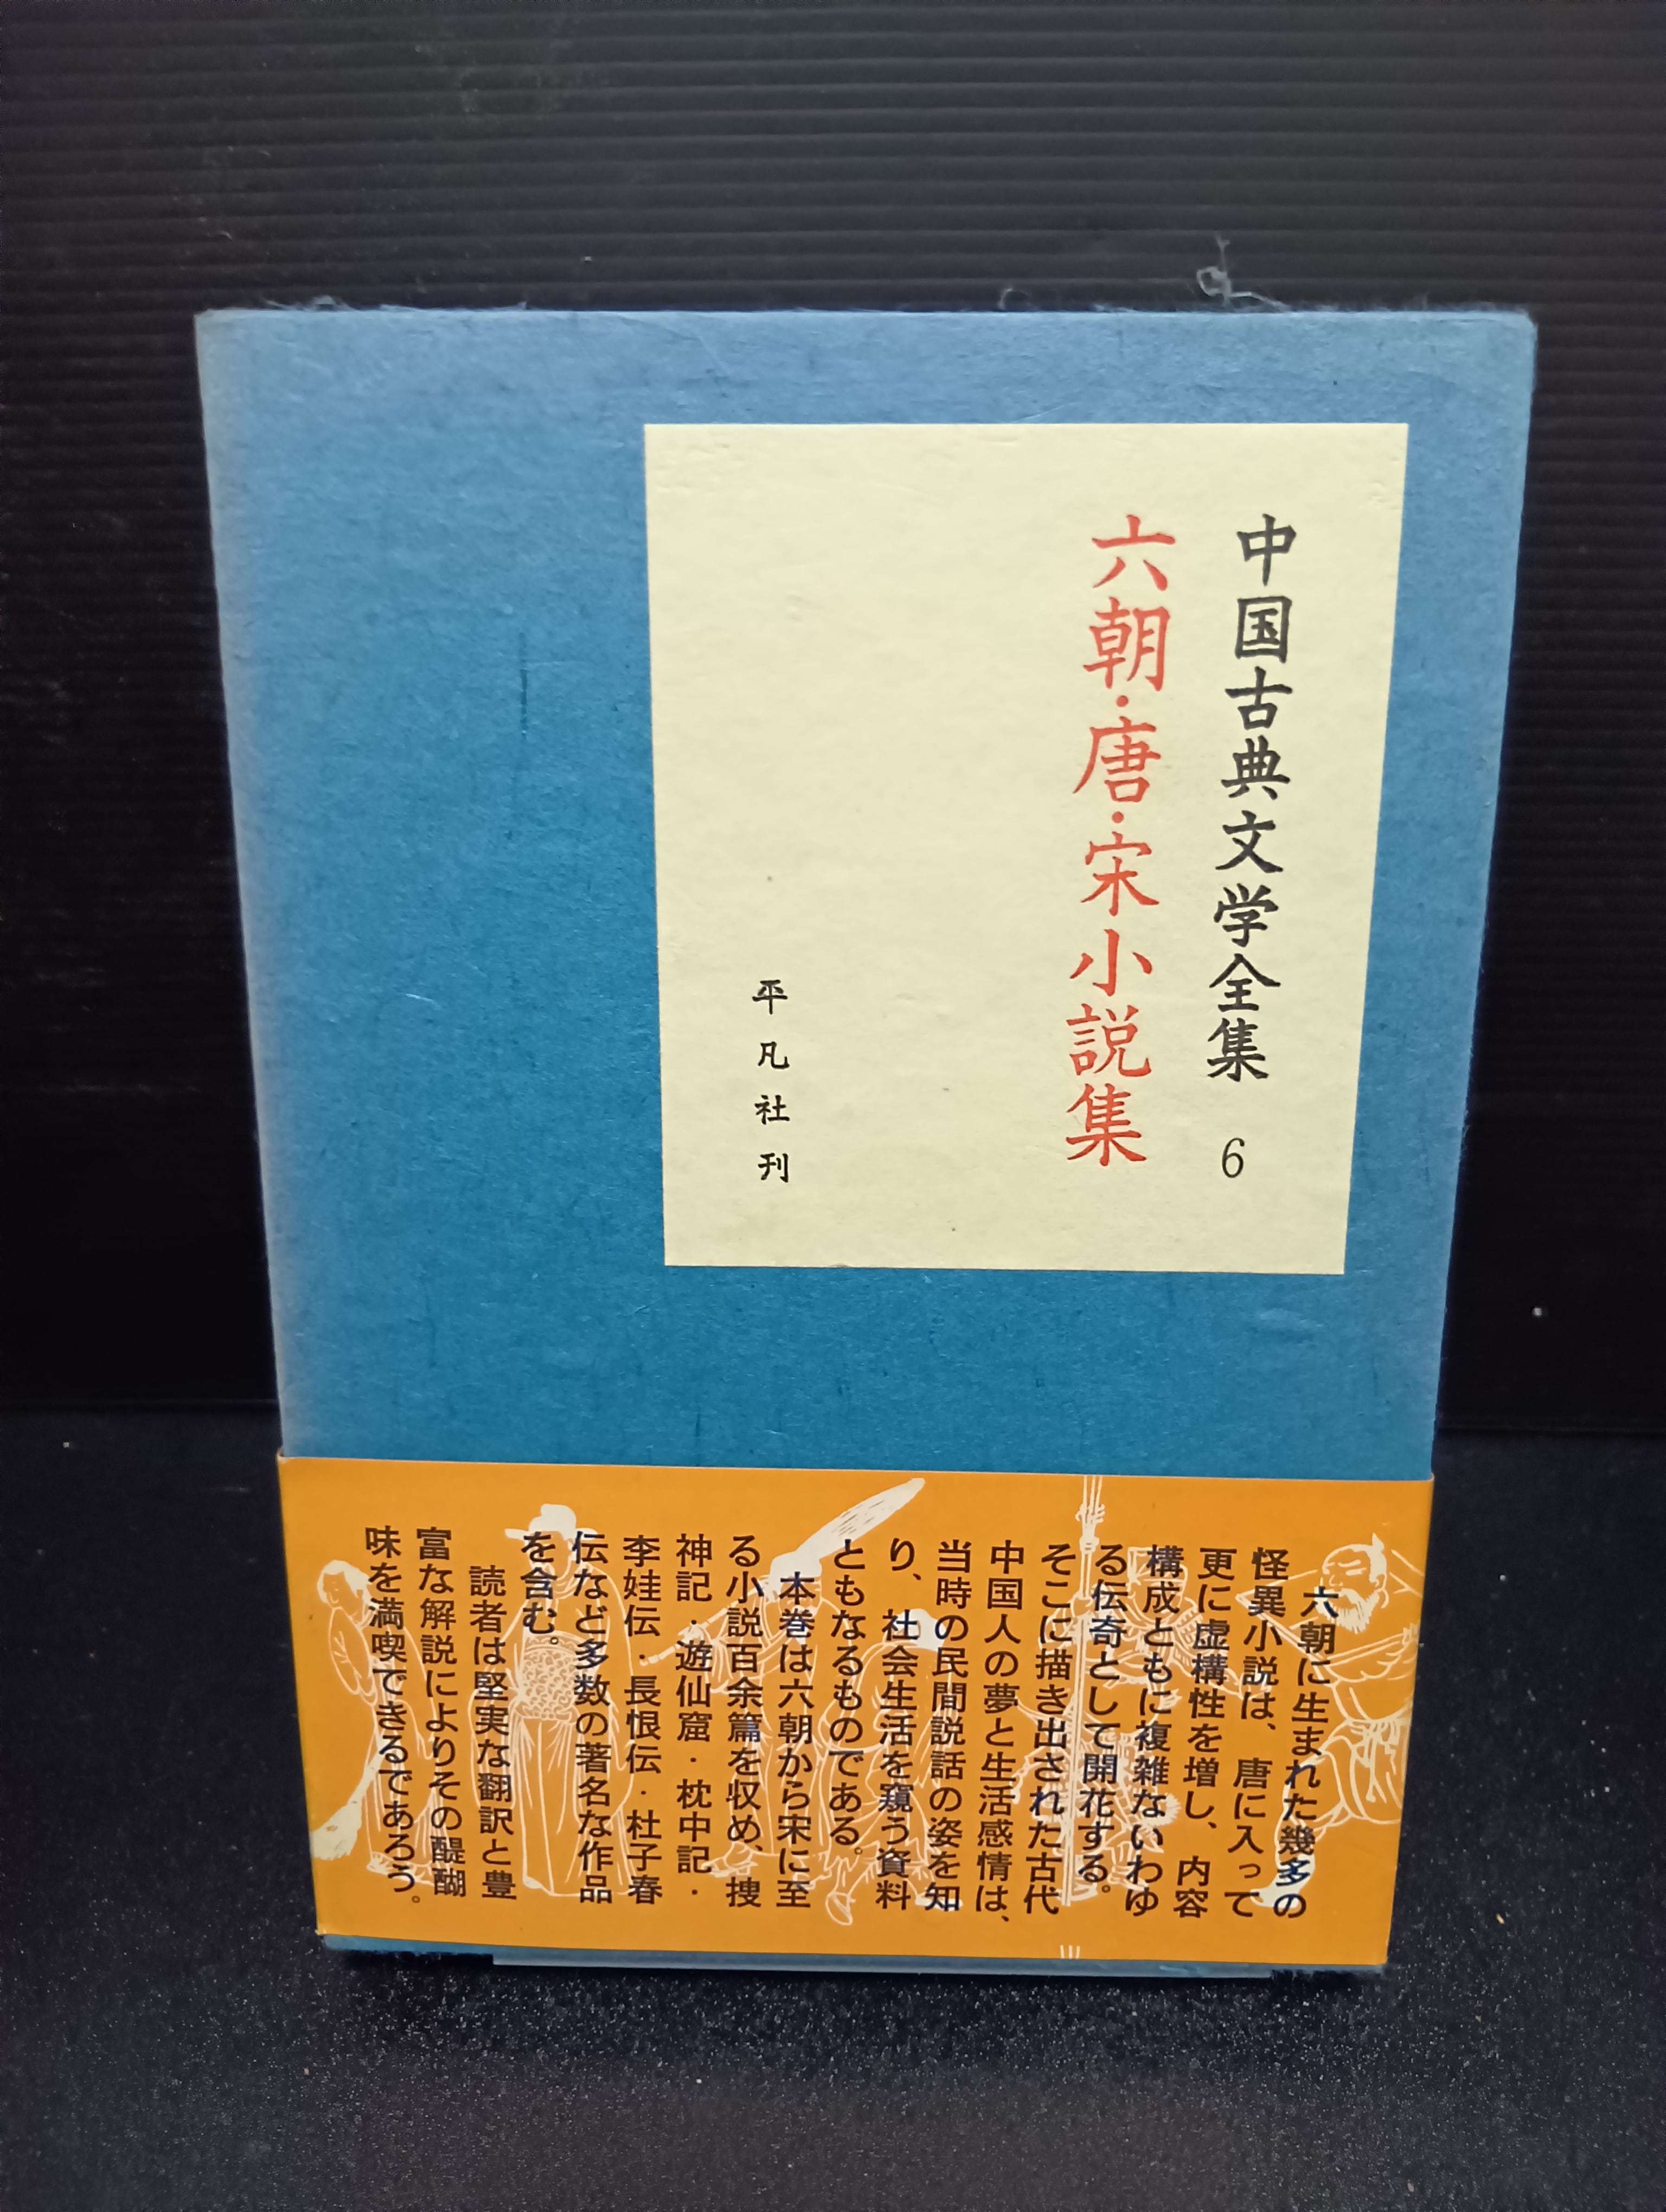 中国古典文学全集 6
六朝・唐・宋小説集
平凡社刊
六朝に生まれた幾多の
怪異小説は、唐に入って
更に虚構性を増し、内容
構成ともに複雑ないわゆ
る伝奇として開花する。
そこに描き出された古代
中国人の夢と生活感情は、
当時の民間説話の姿を知
り、社会生活を窺う資料
ともなるものである。
本巻は六朝から宋に至
る小説百余篇を収め、捜
神記・遊仙窟・枕中記・
李娃伝・長恨伝・杜子春
伝など多数の著名な作品
を含む。
読者は堅実な翻訳と豊
富な解説によりその醍醐
味を満喫できるであろう。